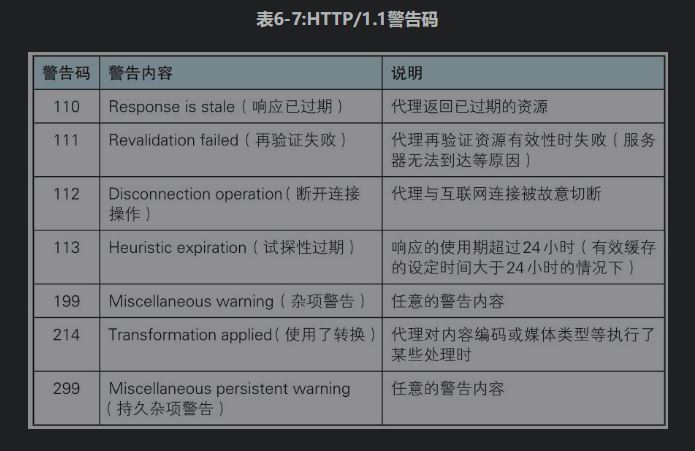 表6-7:HTTP/1.1警告码
警告码 警告内容 说明
110 Response is stale（响应已过期） 代理返回已过期的资源
111 Revalidation failed（再验证失败） 代理再验证资源有效性时失败（服务
器无法到达等原因）
112 Disconnection operation（断开连接 代理与互联网连接被故意切断
操作）
113 Heuristic expiration（试探性过期） 响应的使用期超过24小时（有效缓存
的设定时间大于24小时的情况下）
199 Miscellaneous warning（杂项警告） 任意的警告内容
214 Transformation applied（使用了转换） 代理对内容编码或媒体类型等执行了
某些处理时
299 Miscellaneous persistent warning 任意的警告内容
（持久杂项警告）